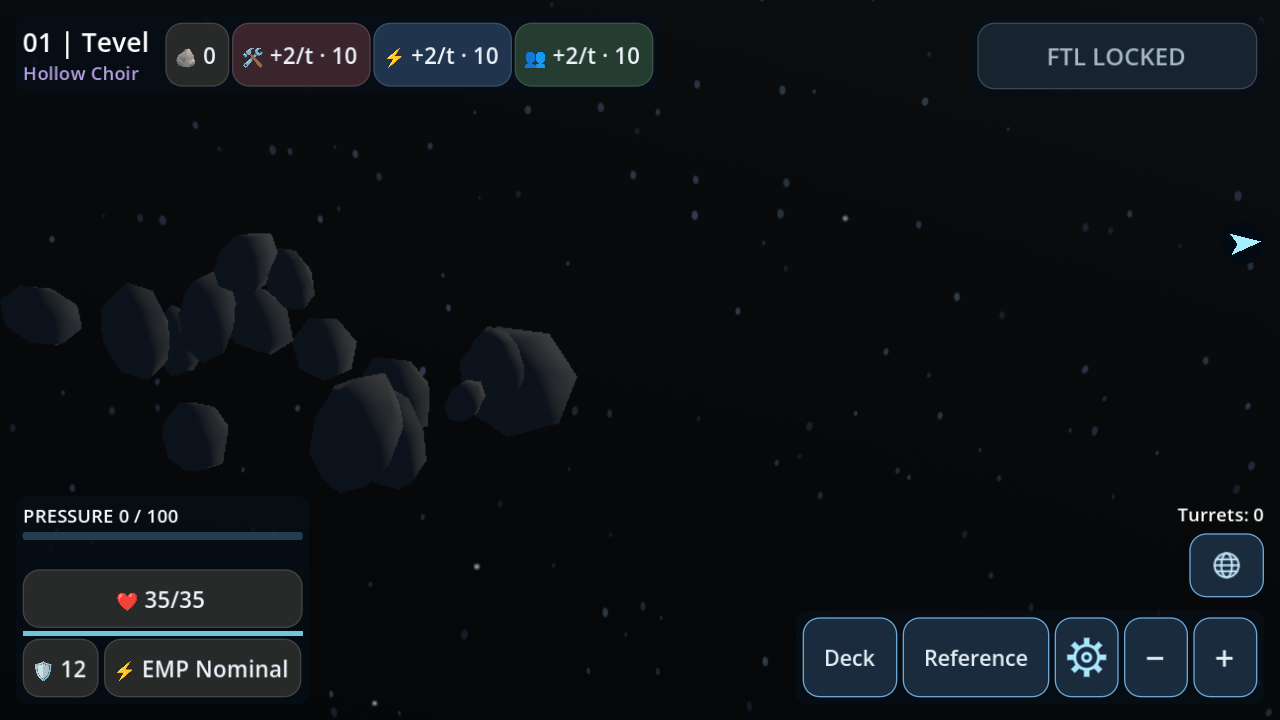 01 | Tevel
Hollow Choir
0
+2/t · 10
+2/t · 10
+2/t · 10
FTL LOCKED
PRESSURE 0 / 100
35/35
12
EMP Nominal
Turrets: 0
Deck
Reference
−
+